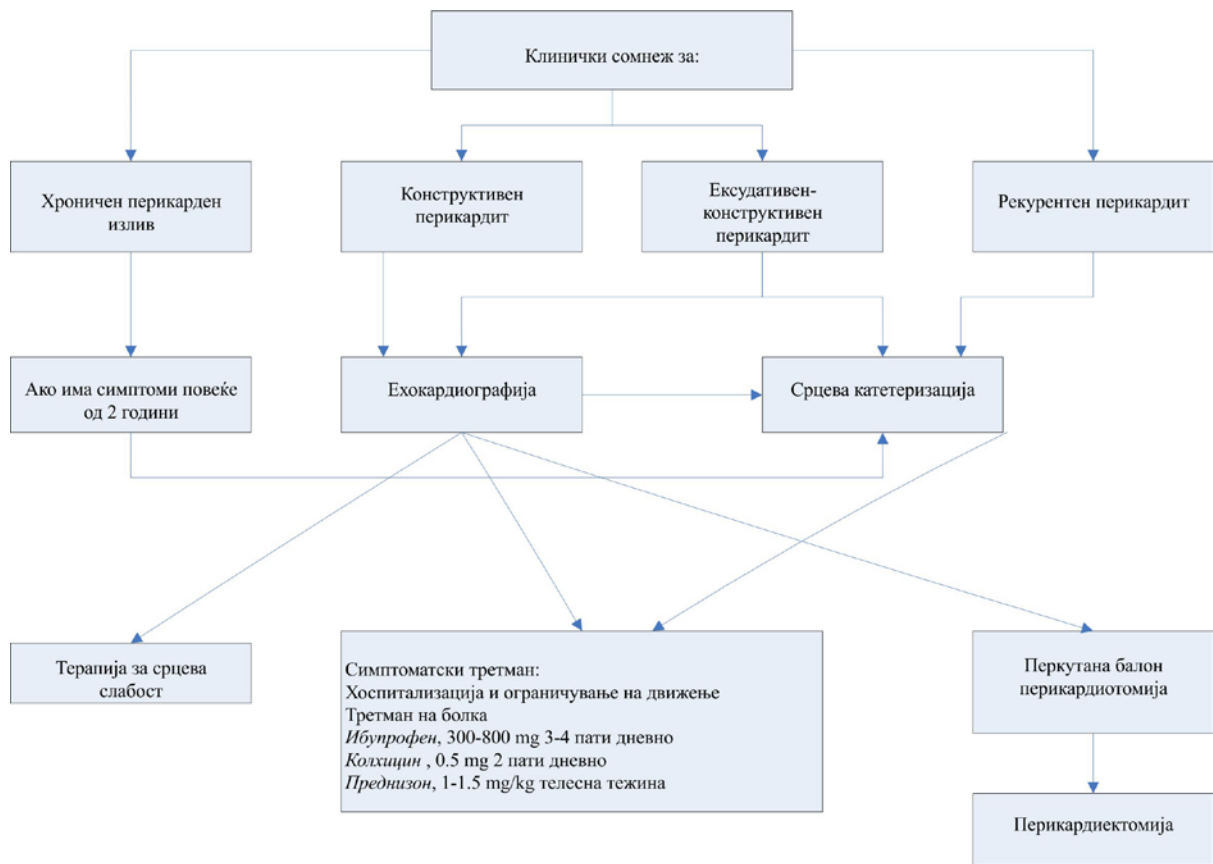 Клинички сомнеж за:
Хроничен перикарден
излив
Конструктивен
перикардит
Ексудативен-
конструктивен
перикардит
Рекурентен перикардит
Ако има симптоми повеќе
од 2 години
Ехокардиографија
Срцева катетеризација
Терапија за срцева
слабост
Симптоматски третман:
Хоспитализација и ограничување на движење
Третман на болка
Ибупрофен, 300-800 mg 3-4 пати дневно
Колхицин , 0.5 mg 2 пати дневно
Преднизон, 1-1.5 mg/kg телесна тежина
Перкутана балон
перикардиотомија
Перикардиектомија